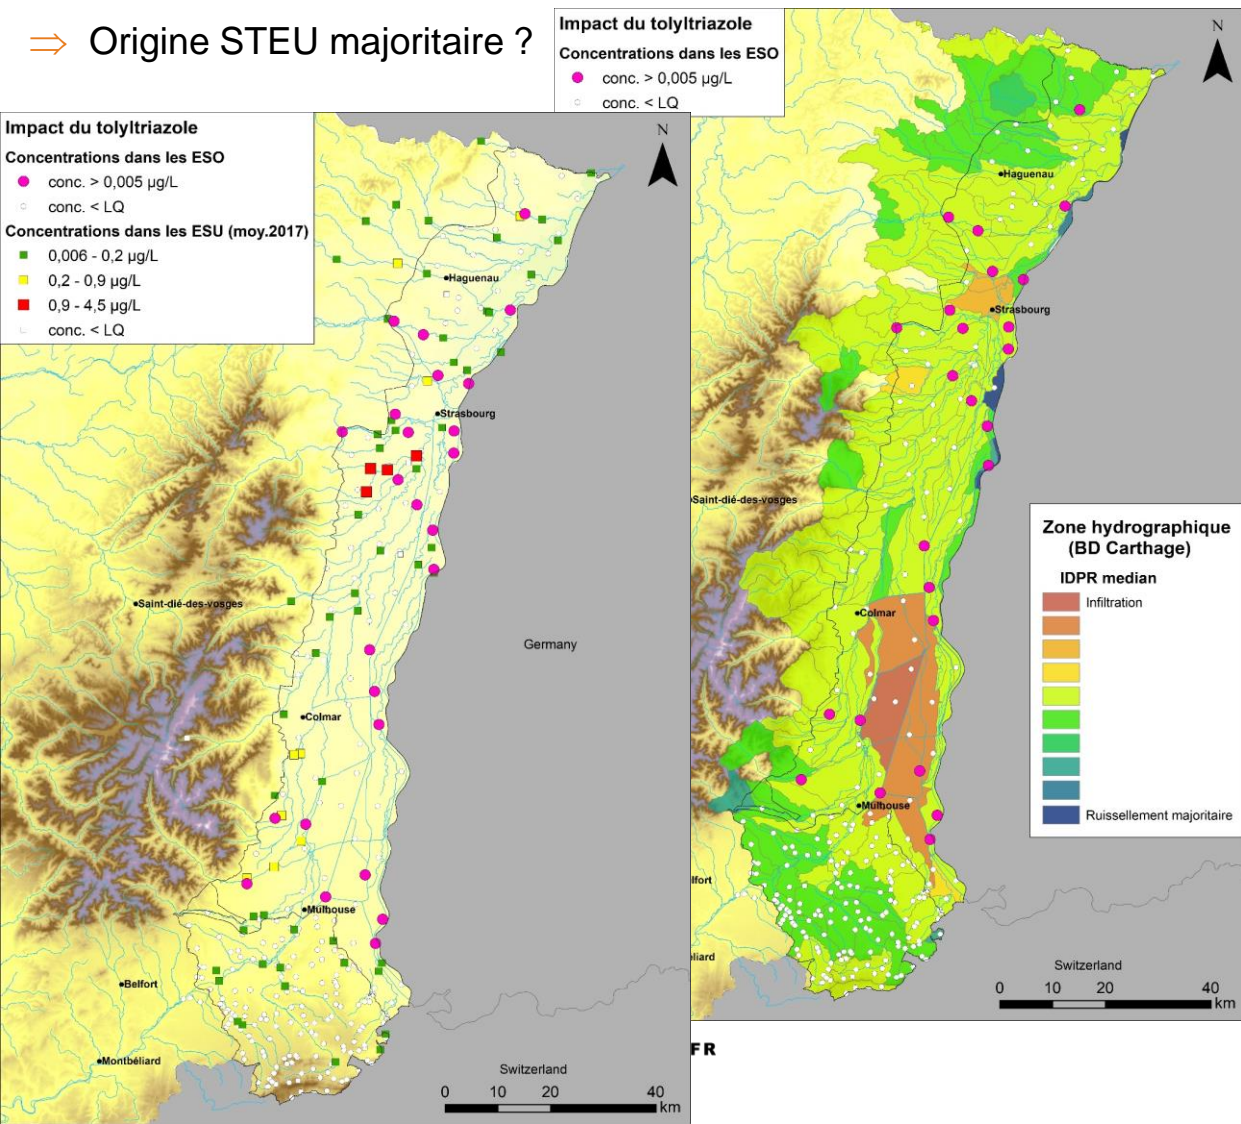 ⇒ Origine STEU majoritaire ?
Impact du tolyltriazole
Concentrations dans les ESO
conc. > 0,005 µg/L
conc. < LQ
Concentrations dans les ESU (moy.2017)
0,006 - 0,2 µg/L
0,2 - 0,9 µg/L
0,9 - 4,5 µg/L
conc. < LQ
N
Haguenau
Strasbourg
Saint-dié-des-vosges
Germany
Colmar
Mulhouse
Belfort
Montbéliard
Switzerland
0 10 20 40
km
Impact du tolyltriazole
Concentrations dans les ESO
conc. > 0,005 µg/L
conc. < LQ
N
Haguenau
Strasbourg
Saint-dié-des-vosges
Zone hydrographique
(BD Carthage)
IDPR median
Infiltration
Ruissellement majoritaire
Colmar
Mulhouse
lfort
éliard
Switzerland
0 10 20 40
km
FR